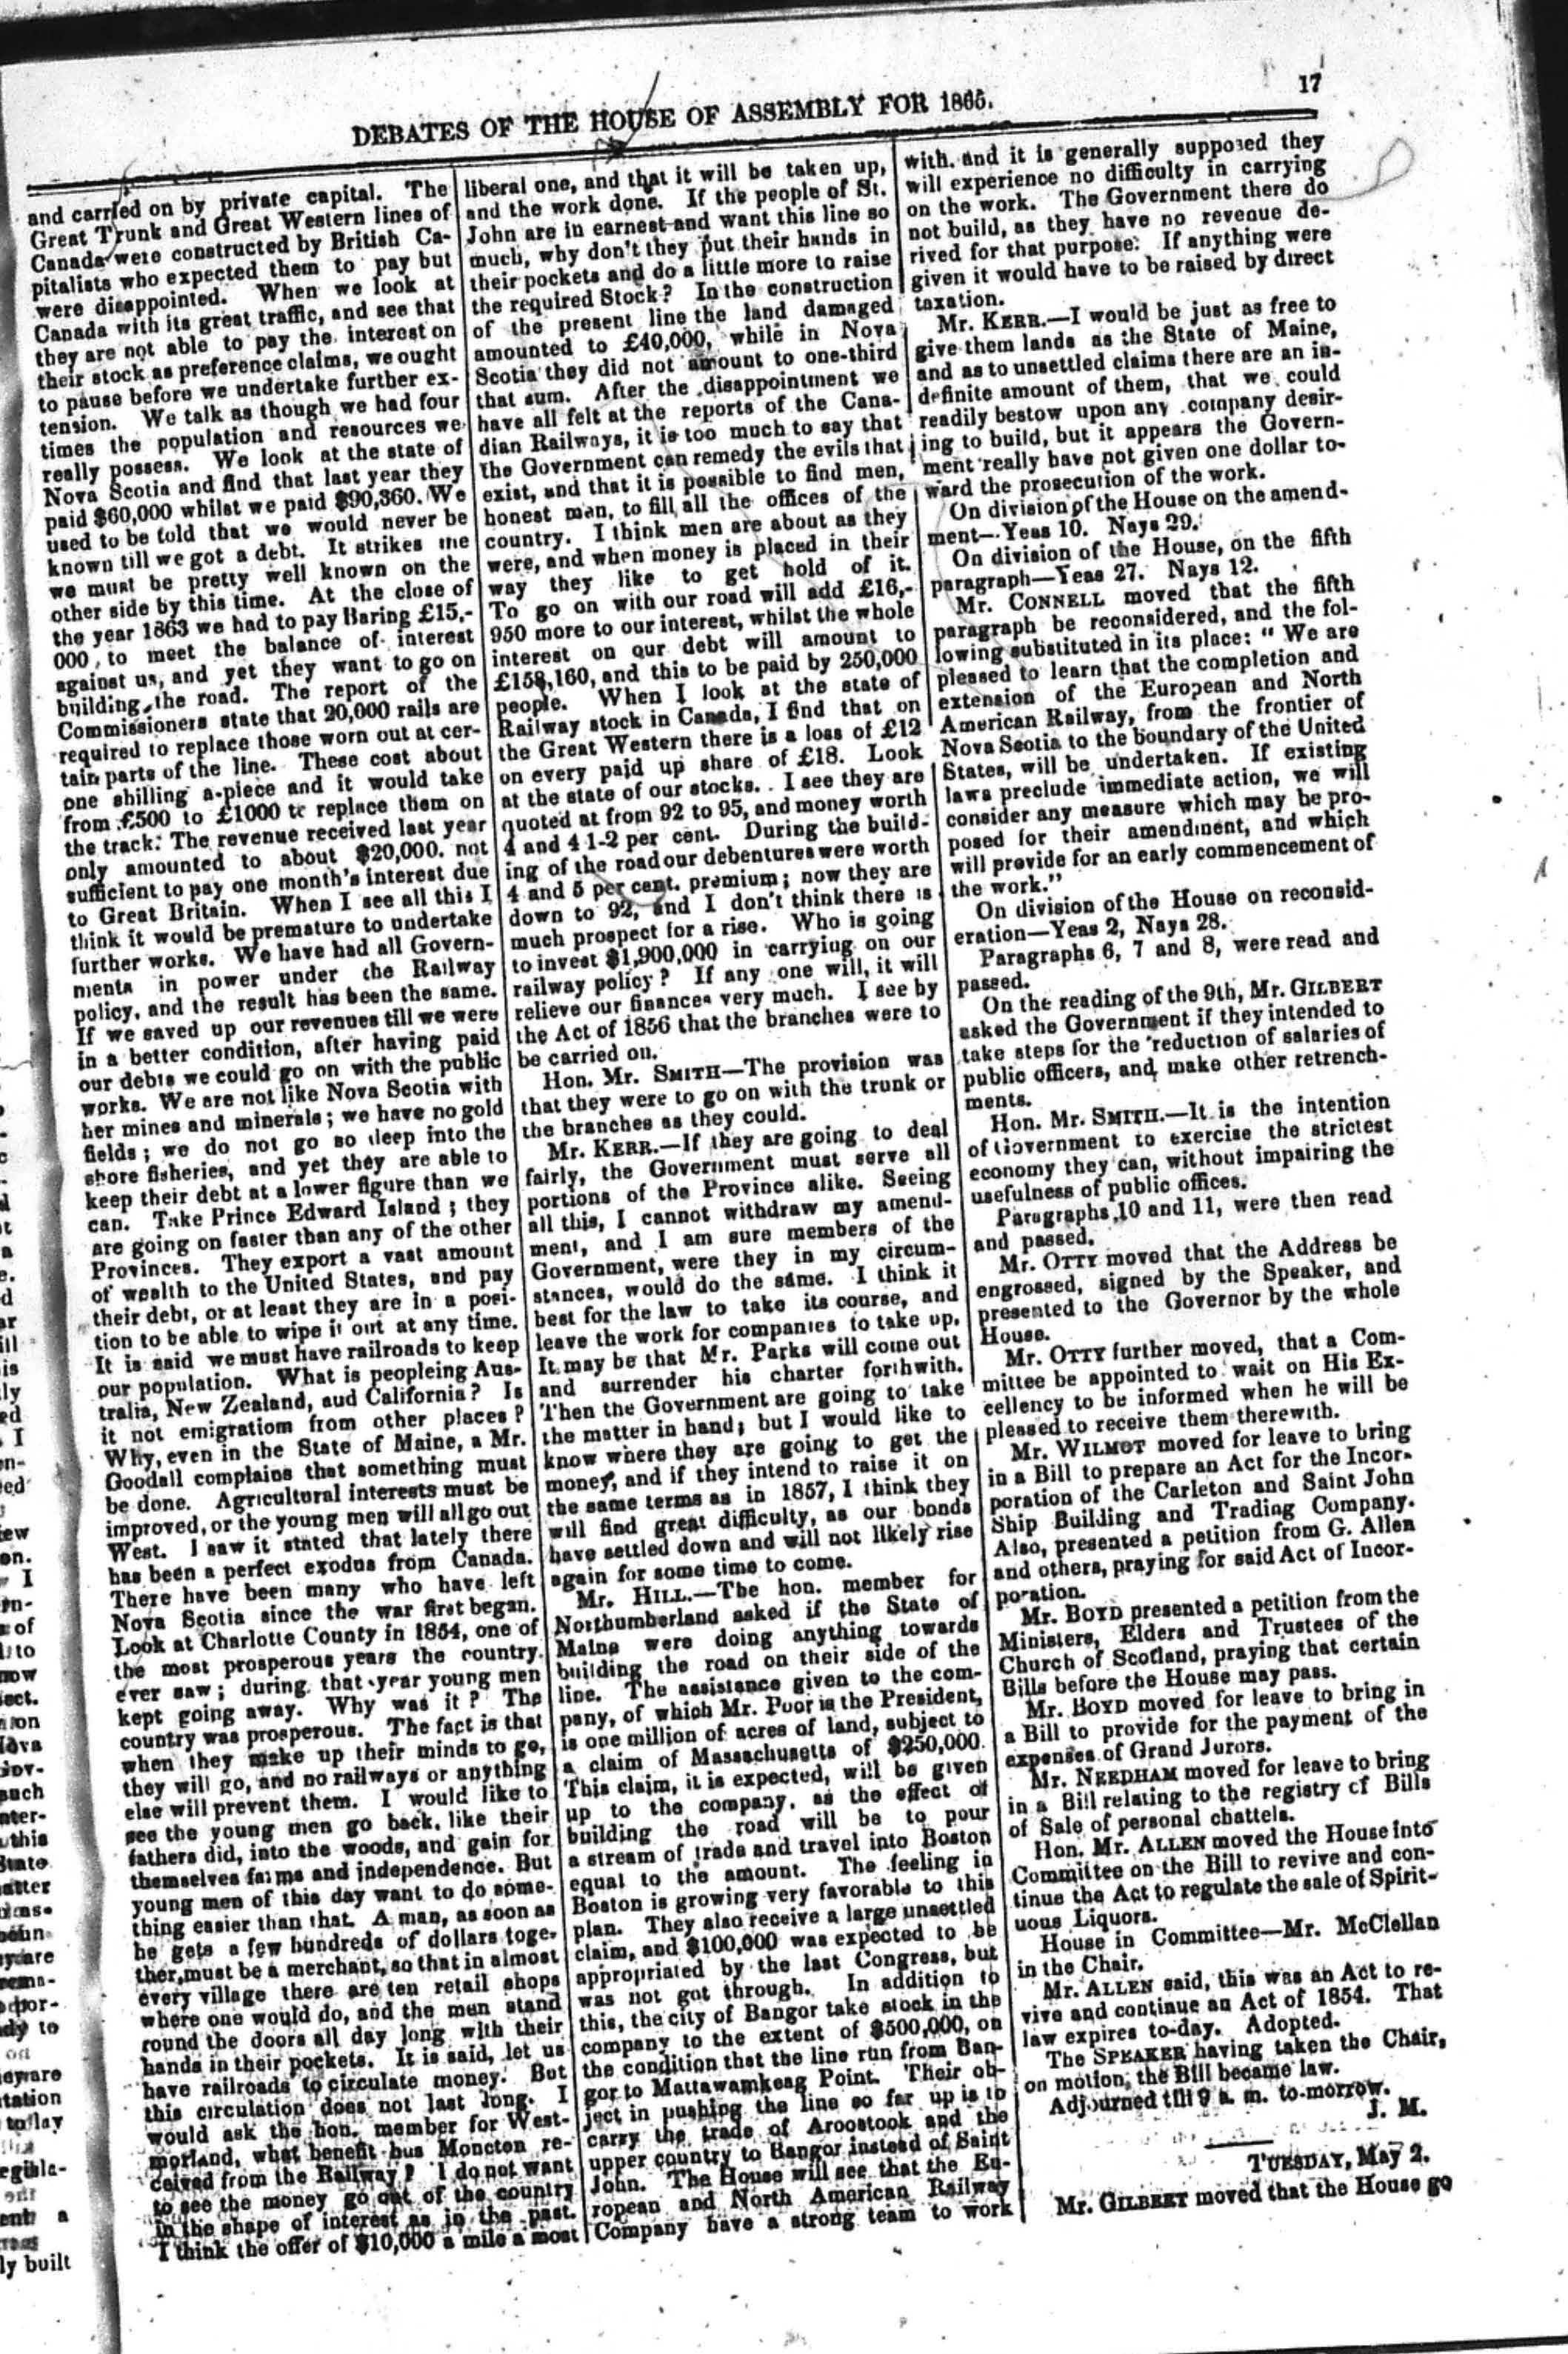 DEBATES OF THE HOUSE OF ASSEMBLY FOR 1865.
17
and carried on by private capital. The
Great Trunk and Great Western lines of
Canada were constructed by British Ca-
pitalists who expected them to pay but
were disappointed. When we look at
Canada with its great traffic, and see that
they are not able to pay the interest on
their stock as preference claims, we ought
to pause before we undertake further ex-
tension. We talk as though we had four
times the population and resources we
really possess. We look at the state of
Nova Scotia and find that last year they
paid $60,000 whilst we paid $90,360. We
used to be told that we would never be
known till we got a debt. It strikes me
we must be pretty well known on the
other side by this time. At the close of
the year 1863 we had to pay Baring £15,-
000, to meet the balance of interest
against us, and yet they want to go on
building the road. The report of the
Commissioners state that 20,000 rails are
required to replace those worn out at cer-
tain parts of the line. These cost about
one shilling a-piece and it would take
from £500 to £1000 to replace them on
the track. The revenue received last year
only amounted to about $20,000. not
sufficient to pay one month's interest due
to Great Britain. When I see all this I
think it would be premature to undertake
further works. We have had all Govern-
ments in power under the Railway
policy, and the result has been the same.
If we saved up our revenues till we were
in a better condition, after having paid
our debts we could go on with the public
works. We are not like Nova Scotia with
her mines and minerals; we have no gold
fields; we do not go so deep into the
shore fisheries, and yet they are able to
keep their debt at a lower figure than we
can. Take Prince Edward Island; they
are going on faster than any of the other
Provinces. They export a vast amount
of wealth to the United States, and pay
their debt, or at least they are in a posi-
tion to be able to wipe it out at any time.
It is said we must have railroads to keep
our population. What is peopleing Aus-
tralia, New Zealand, aud California? Is
it not emigratiom from other places?
Why, even in the State of Maine, a Mr.
Goodall complains that something must
be done. Agricultural interests must be
improved, or the young men will all go out
West. I saw it stated that lately there
has been a perfect exodus from Canada.
There have been many who have left
Nova Scotia since the war first began.
Look at Charlotte County in 1854, one of
the most prosperous years the country
ever saw; during that year young men
kept going away. Why was it? The
country was prosperous. The fact is that
when they make up their minds to go,
they will go, and no railways or anything
else will prevent them. I would like to
see the young men go back, like their
fathers did, into the woods, and gain for
themselves farms and independence. But
young men of this day want to do some-
thing easier than that. A man, as soon as
he gets a few hundreds of dollars toge-
ther, must be a merchant, so that in almost
every village there are ten retail shops
where one would do, and the men stand
round the doors all day long with their
hands in their pockets. It is said, let us
have railroads to circulate money. But
this circulation does not last long. I
would ask the hon. member for West-
morland, what benefit has Moncton re-
ceived from the Railway? I do not want
to see the money go out of the country
in the shape of interest as in the past.
I think the offer of $10,000 a mile a most
liberal one, and that it will be taken up,
and the work done. If the people of St.
John are in earnest and want this line so
much, why don't they put their hands in
their pockets and do a little more to raise
the required Stock? In the construction
of the present line the land damaged
amounted to £40,000, while in Nova
Scotia they did not amount to one-third
that sum. After the disappointment we
have all felt at the reports of the Cana-
dian Railways, it is too much to say that
the Government can remedy the evils that
exist, and that it is possible to find men,
honest men, to fill all the offices of the
country. I think men are about as they
were, and when money is placed in their
way they like to get hold of it.
To go on with our road will add £16,-
950 more to our interest, whilst the whole
interest on our debt will amount to
£158,160, and this to be paid by 250,000
people. When I look at the state of
Railway stock in Canada, I find that on
the Great Western there is a loss of £12
on every paid up share of £18. Look
at the state of our stocks. I see they are
quoted at from 92 to 95, and money worth
4 and 4 1-2 per cent. During the build-
ing of the road our debentures were worth
4 and 5 per cent. premium; now they are
down to 92, and I don't think there is
much prospect for a rise. Who is going
to invest $1,900,000 in carrying on our
railway policy? If any one will, it will
relieve our finances very much. I see by
the Act of 1856 that the branches were to
be carried on.
Hon. Mr. SMITH—The provision was
that they were to go on with the trunk or
the branches as they could.
Mr. KERR.—If they are going to deal
fairly, the Government must serve all
portions of the Province alike. Seeing
all this, I cannot withdraw my amend-
ment, and I am sure members of the
Government, were they in my circum-
stances, would do the same. I think it
best for the law to take its course, and
leave the work for companies to take up.
It may be that Mr. Parks will come out
and surrender his charter forthwith.
Then the Government are going to take
the matter in hand; but I would like to
know where they are going to get the
money, and if they intend to raise it on
the same terms as in 1857, I think they
will find great difficulty, as our bonds
have settled down and will not likely rise
again for some time to come.
Mr. HILL.—The hon. member for
Northumberland asked if the State of
Maine were doing anything towards
building the road on their side of the
line. The assistance given to the com-
pany, of which Mr. Poor is the President,
is one million of acres of land, subject to
a claim of Massachusetts of $250,000.
This claim, it is expected, will be given
up to the company, as the effect of
building the road will be to pour
a stream of trade and travel into Boston
equal to the amount. The feeling in
Boston is growing very favorable to this
plan. They also receive a large unsettled
claim, and $100,000 was expected to be
appropriated by the last Congress, but
was not got through. In addition to
this, the city of Bangor take stock in the
company to the extent of $500,000, on
the condition that the line run from Ban-
gor to Mattawamkeag Point. Their ob-
ject in pushing the line so far up is to
carry the trade of Aroostook and the
upper country to Bangor instead of Saint
John. The House will see that the Eu-
ropean and North American Railway
Company have a strong team to work
with. and it is generally supposed they
will experience no difficulty in carrying
on the work. The Government there do
not build, as they have no revenue de-
rived for that purpose. If anything were
given it would have to be raised by direct
taxation.
Mr. KERR.—I would be just as free to
give them lands as the State of Maine,
and as to unsettled claims there are an in-
definite amount of them, that we could
readily bestow upon any company desir-
ing to build, but it appears the Govern-
ment really have not given one dollar to-
ward the prosecution of the work.
On division of the House on the amend-
ment—Yeas 10. Nays 29.
On division of the House, on the fifth
paragraph—Yeas 27. Nays 12.
Mr. CONNELL moved that the fifth
paragraph be reconsidered, and the fol-
lowing substituted in its place: "We are
pleased to learn that the completion and
extension of the European and North
American Railway, from the frontier of
Nova Scotia to the boundary of the United
States, will be undertaken. If existing
laws preclude immediate action, we will
consider any measure which may be pro-
posed for their amendment, and which
will provide for an early commencement of
the work."
On division of the House on reconsid-
eration—Yeas 2, Nays 28.
Paragraphs 6, 7 and 8, were read and
passed.
On the reading of the 9th, Mr. GILBERT
asked the Government if they intended to
take steps for the reduction of salaries of
public officers, and make other retrench-
ments.
Hon. Mr. SMITH.—It is the intention
of Government to exercise the strictest
economy they can, without impairing the
usefulness of public offices.
Paragraphs 10 and 11, were then read
and passed.
Mr. OTTY moved that the Address be
engrossed, signed by the Speaker, and
presented to the Governor by the whole
House.
Mr. OTTY further moved, that a Com-
mittee be appointed to wait on His Ex-
cellency to be informed when he will be
pleased to receive them therewith.
Mr. WILMOT moved for leave to bring
in a Bill to prepare an Act for the Incor-
poration of the Carleton and Saint John
Ship Building and Trading Company.
Also, presented a petition from G. Allen
and others, praying for said Act of Incor-
poration.
Mr. BOYD presented a petition from the
Ministers, Elders and Trustees of the
Church of Scotland, praying that certain
Bills before the House may pass.
Mr. BOYD moved for leave to bring in
a Bill to provide for the payment of the
expenses of Grand Jurors.
Mr. NEEDHAM moved for leave to bring
in a Bill relating to the registry of Bills
of Sale of personal chattels.
Hon. Mr. ALLEN moved the House into
Committee on the Bill to revive and con-
tinue the Act to regulate the sale of Spirit-
uous Liquors.
House in Committee—Mr. McClellan
in the Chair.
Mr. ALLEN said, this was an Act to re-
vive and continue an Act of 1854. That
law expires to-day. Adopted.
The SPEAKER having taken the Chair,
on motion, the Bill became law.
Adjourned till 9 a. m. to-morrow.
J. M.
TUESDAY, May 2.
Mr. GILBERT moved that the House go